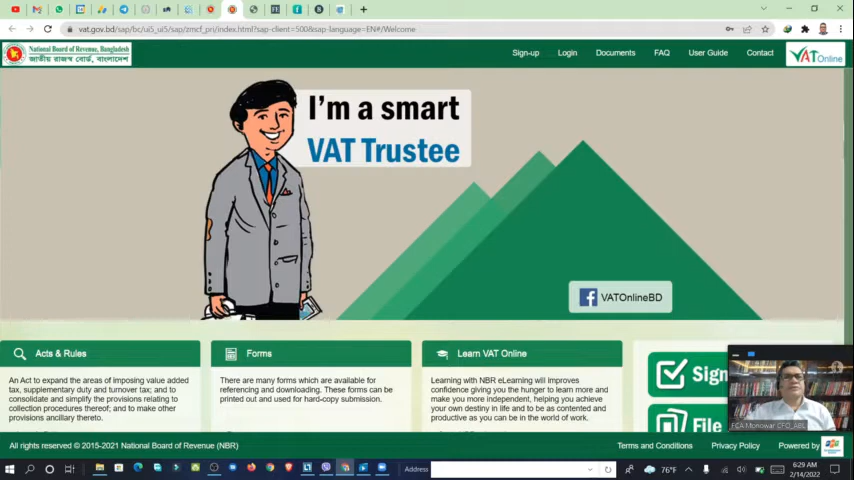 vat.gov.bd/sap/bc/ui5_ui5/sap/zmcf_pri/index.html?sap-client=500&sap-language=EN#/Welcome
National Board of Revenue, Bangladesh
জাতীয় রাজস্ব বোর্ড, বাংলাদেশ
Sign-up Login Documents FAQ User Guide Contact
VAT Online
I'm a smart
VAT Trustee
VATOnlineBD
Acts & Rules
An Act to expand the areas of imposing value added
tax, supplementary duty and turnover tax; and to
consolidate and simplify the provisions relating to
collection procedures thereof; and to make other
provisions ancillary thereto.
Forms
There are many forms which are available for
referencing and downloading. These forms can be
printed out and used for hard-copy submission.
Learn VAT Online
Learning with NBR eLearning will improves
confidence giving you the hunger to learn more and
make you more independent, helping you achieve
your own destiny in life and to be as contented and
productive as you can be in the world of work.
Sign
File
FCA Monowar CFO_ABL
All rights reserved © 2015-2021 National Board of Revenue (NBR)
Terms and Conditions Privacy Policy Powered by
Address
76°F
6:29 AM
2/14/2022